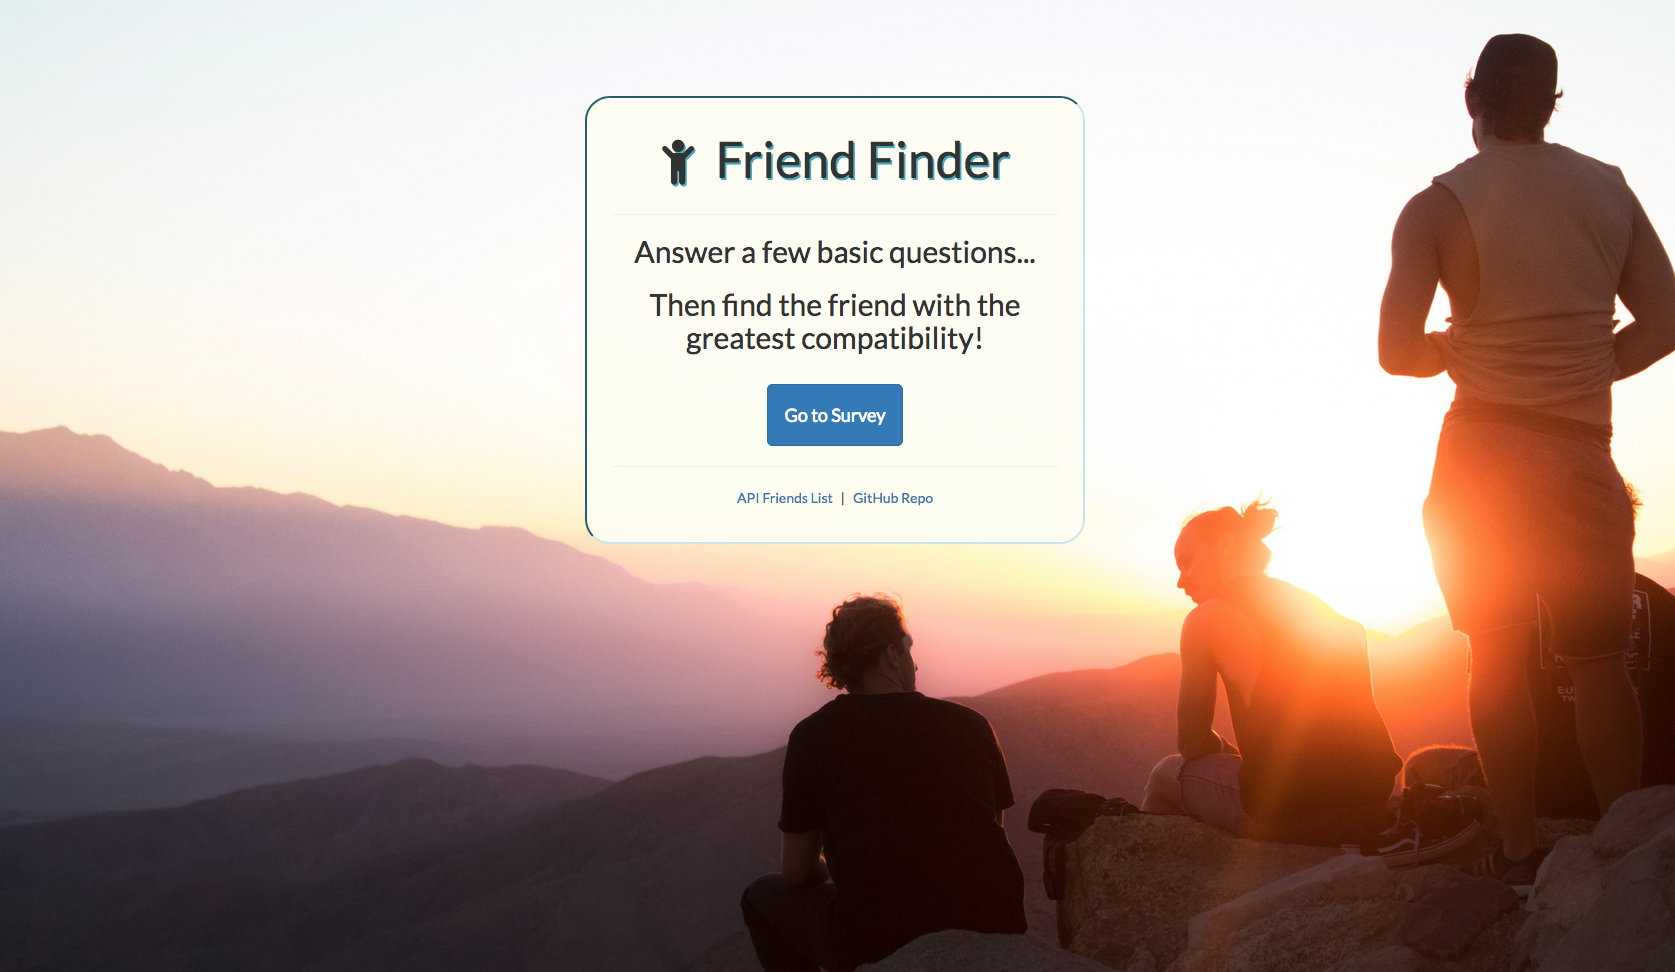 Friend Finder
Answer a few basic questions...
Then find the friend with the
greatest compatibility!
Go to Survey
API Friends List | GitHub Repo